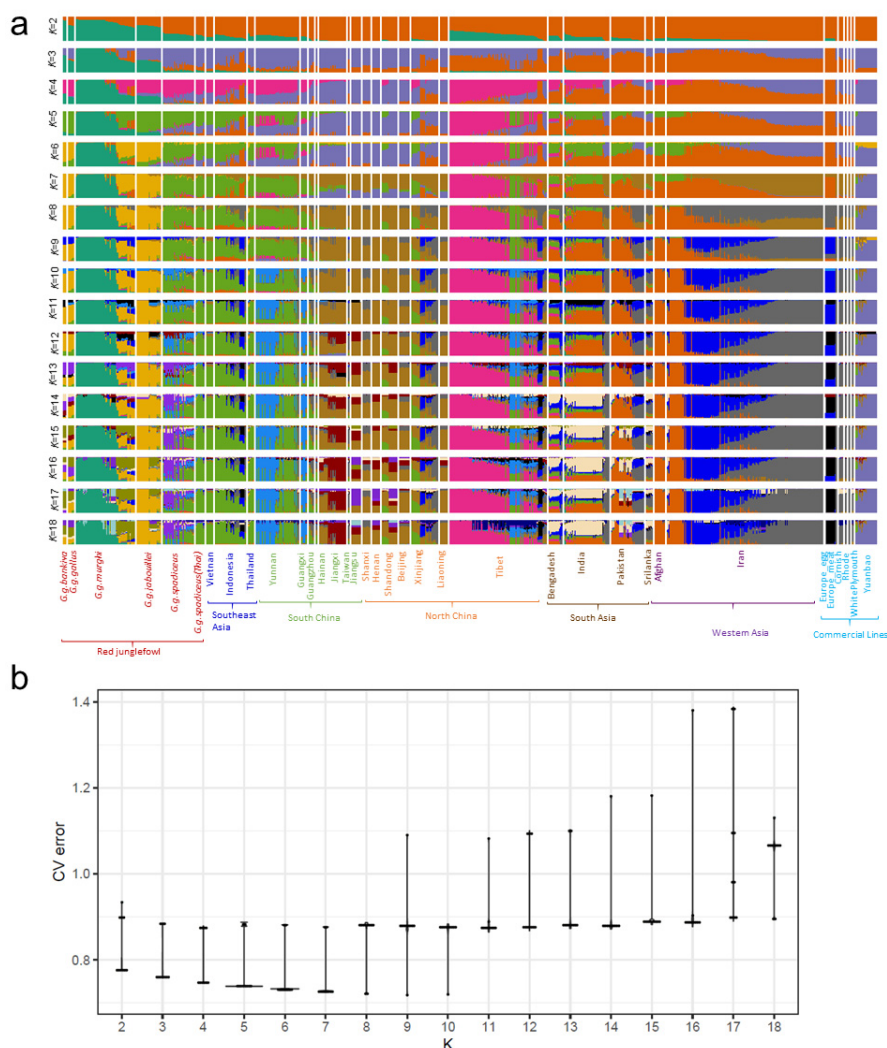 a
K=2
K=3
K=4
K=5
K=6
K=7
K=8
K=9
K=10
K=11
K=12
K=13
K=14
K=15
K=16
K=17
K=18
G.g.bankiva
G.g.gallus
G.g.murghi
G.g.jabouillei
G.g.spadiceus
G.g.spadiceus(Thai)
Vietnan
Indonesia
Thailand
Yunnan
Guangxi
Guangzhou
Hainan
Jiangxi
Taiwan
Jiangsu
Shanxi
Henan
Shandong
Beijing
Xinjiang
Liaoning
Tibet
Bengadesh
India
Pakistan
Srilanka
Afghan
Iran
Europe_egg
Europe_meat
Cornish
Rhode
WhitePlymouth
Yuanbao
Red junglefowl
Southeast
Asia
South China
North China
South Asia
Western Asia
Commercial Lines
b
1.4
1.2
1.0
0.8
CV error
2 3 4 5 6 7 8 9 10 11 12 13 14 15 16 17 18
K